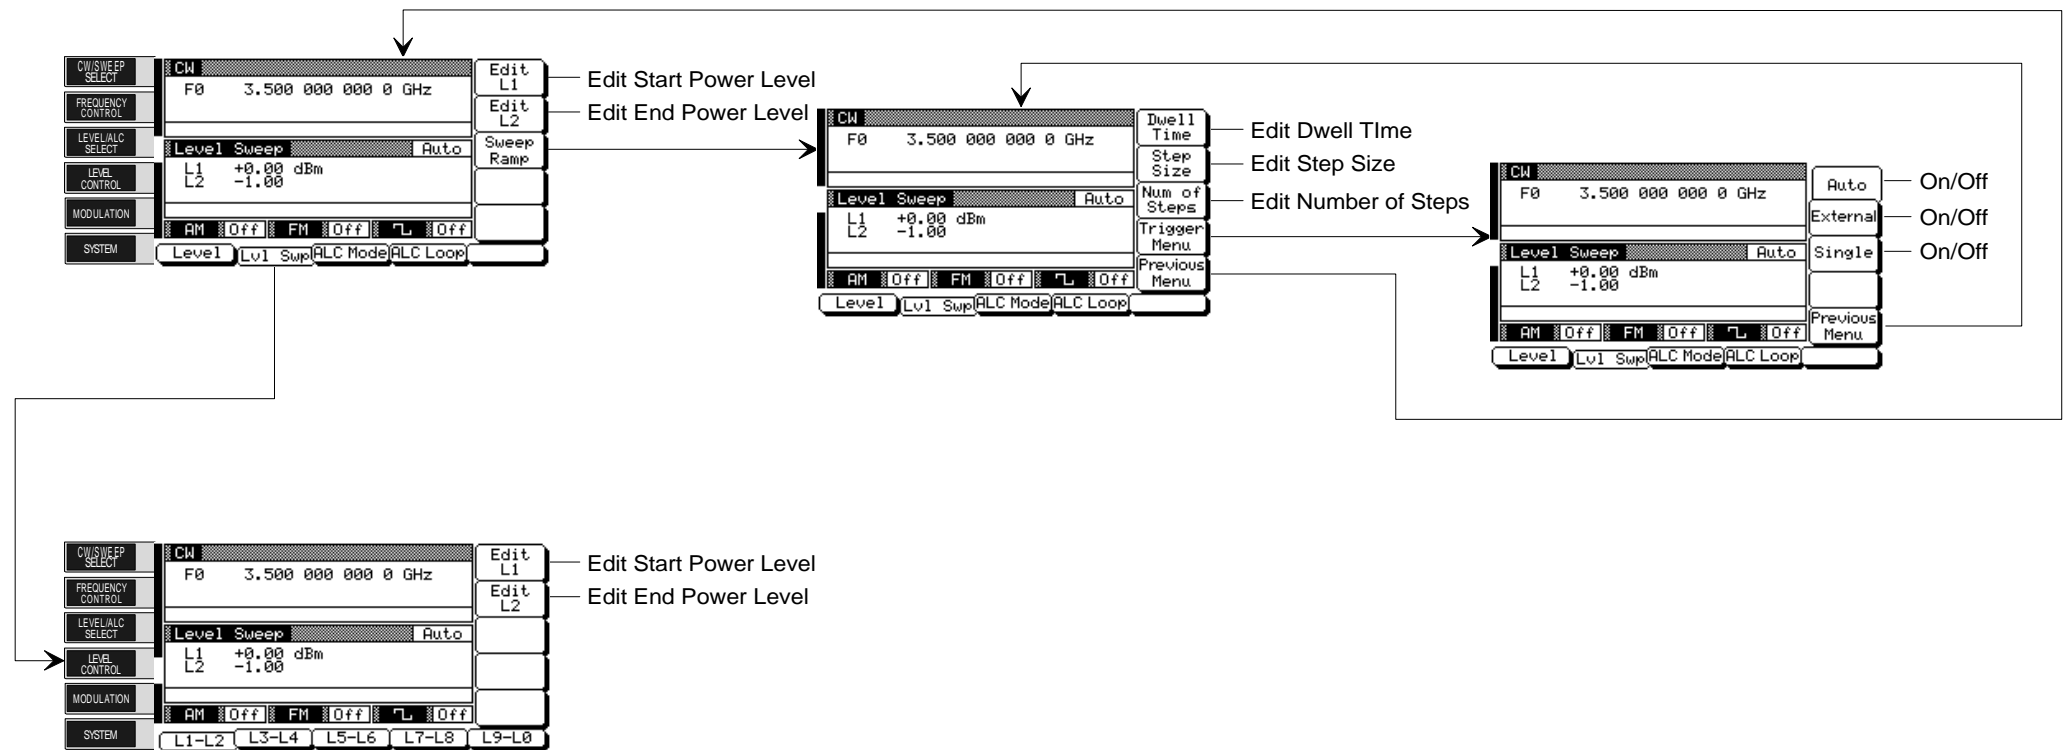 CW/SWEEP
SELECT
FREQUENCY
CONTROL
LEVEL/ALC
SELECT
LEVEL
CONTROL
MODULATION
SYSTEM
CW
F0 3.500 000 000 0 GHz
Level Sweep Auto
L1 +0.00 dBm
L2 -1.00
AM Off FM Off Off
Level Lvl Swp ALC Mode ALC Loop
Edit
L1
Edit
L2
Sweep
Ramp
Edit Start Power Level
Edit End Power Level
CW
F0 3.500 000 000 0 GHz
Level Sweep Auto
L1 +0.00 dBm
L2 -1.00
AM Off FM Off Off
Level Lvl Swp ALC Mode ALC Loop
Dwell
Time
Step
Size
Num of
Steps
Trigger
Menu
Previous
Menu
Edit Dwell TIme
Edit Step Size
Edit Number of Steps
CW
F0 3.500 000 000 0 GHz
Level Sweep Auto
L1 +0.00 dBm
L2 -1.00
AM Off FM Off Off
Level Lvl Swp ALC Mode ALC Loop
Auto
External
Single
Previous
Menu
On/Off
On/Off
On/Off
CW/SWEEP
SELECT
FREQUENCY
CONTROL
LEVEL/ALC
SELECT
LEVEL
CONTROL
MODULATION
SYSTEM
CW
F0 3.500 000 000 0 GHz
Level Sweep Auto
L1 +0.00 dBm
L2 -1.00
AM Off FM Off Off
L1-L2 L3-L4 L5-L6 L7-L8 L9-L0
Edit
L1
Edit
L2
Edit Start Power Level
Edit End Power Level